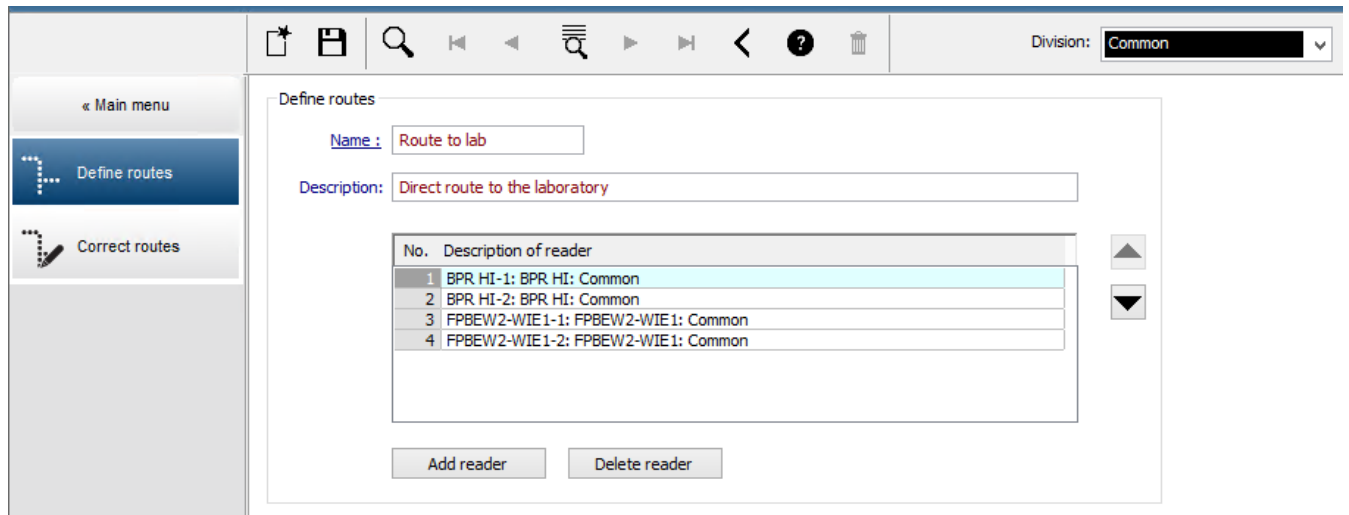 Division: Common
« Main menu
Define routes
Correct routes
Define routes
Name : Route to lab
Description: Direct route to the laboratory
No. Description of reader
1 BPR HI-1: BPR HI: Common
2 BPR HI-2: BPR HI: Common
3 FPBEW2-WIE1-1: FPBEW2-WIE1: Common
4 FPBEW2-WIE1-2: FPBEW2-WIE1: Common
Add reader Delete reader